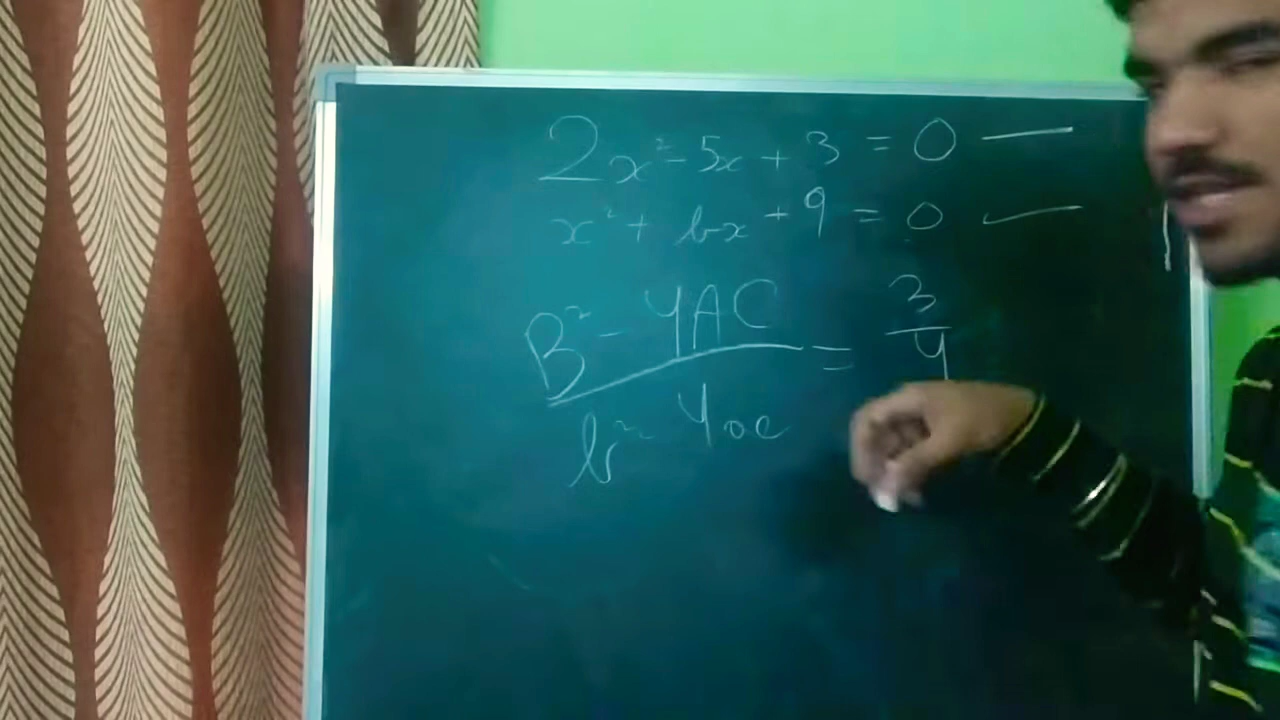 2x² - 5x + 3 = 0 —
x² + bx + 9 = 0 —
B² - 4AC / b² - 4ac = 3/4